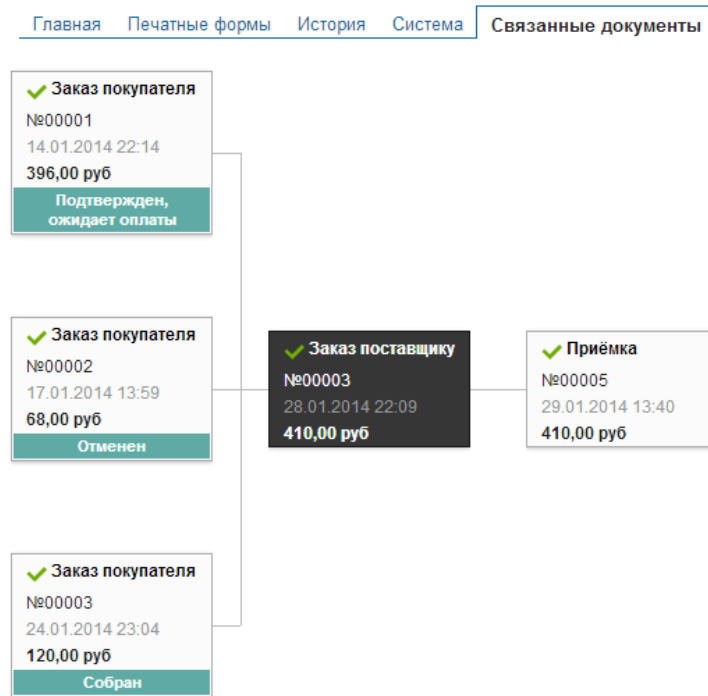 Главная Печатные формы История Система Связанные документы
Заказ покупателя
№00001
14.01.2014 22:14
396,00 руб
Подтвержден,
ожидает оплаты
Заказ покупателя
№00002
17.01.2014 13:59
68,00 руб
Отменен
Заказ покупателя
№00003
24.01.2014 23:04
120,00 руб
Собран
Заказ поставщику
№00003
28.01.2014 22:09
410,00 руб
Приёмка
№00005
29.01.2014 13:40
410,00 руб